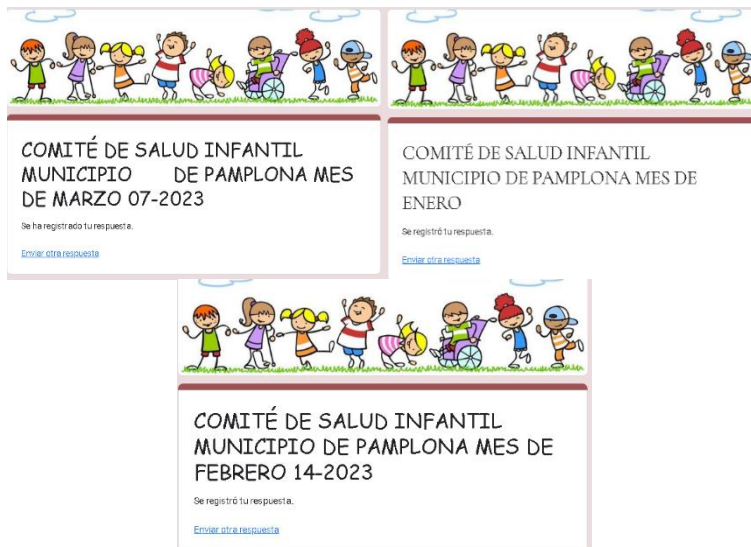 COMITÉ DE SALUD INFANTIL
MUNICIPIO DE PAMPLONA MES
DE MARZO 07-2023
Se ha registrado tu respuesta.
Enviar otra respuesta
COMITÉ DE SALUD INFANTIL
MUNICIPIO DE PAMPLONA MES DE
ENERO
Se registró tu respuesta.
Enviar otra respuesta
COMITÉ DE SALUD INFANTIL
MUNICIPIO DE PAMPLONA MES DE
FEBRERO 14-2023
Se registró tu respuesta.
Enviar otra respuesta